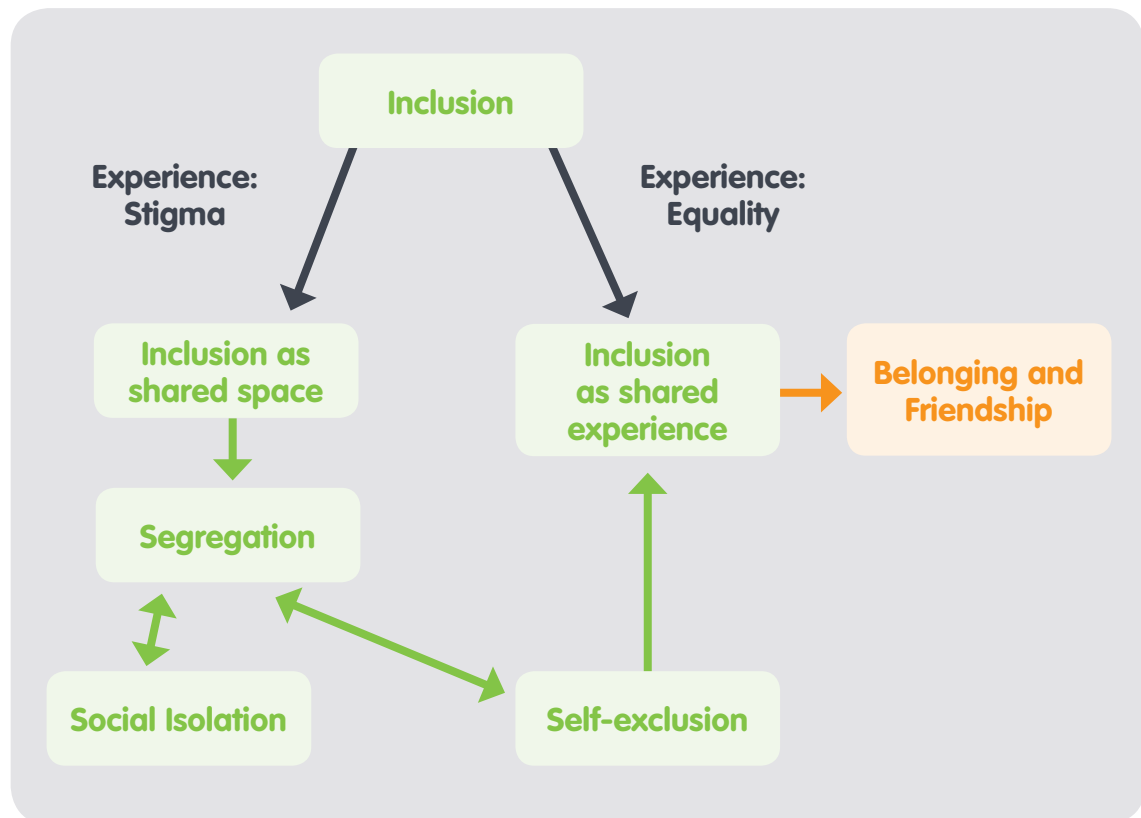 Inclusion
Experience:
Stigma
Experience:
Equality
Inclusion as
shared space
Inclusion
as shared
experience
Belonging and
Friendship
Segregation
Social Isolation
Self-exclusion